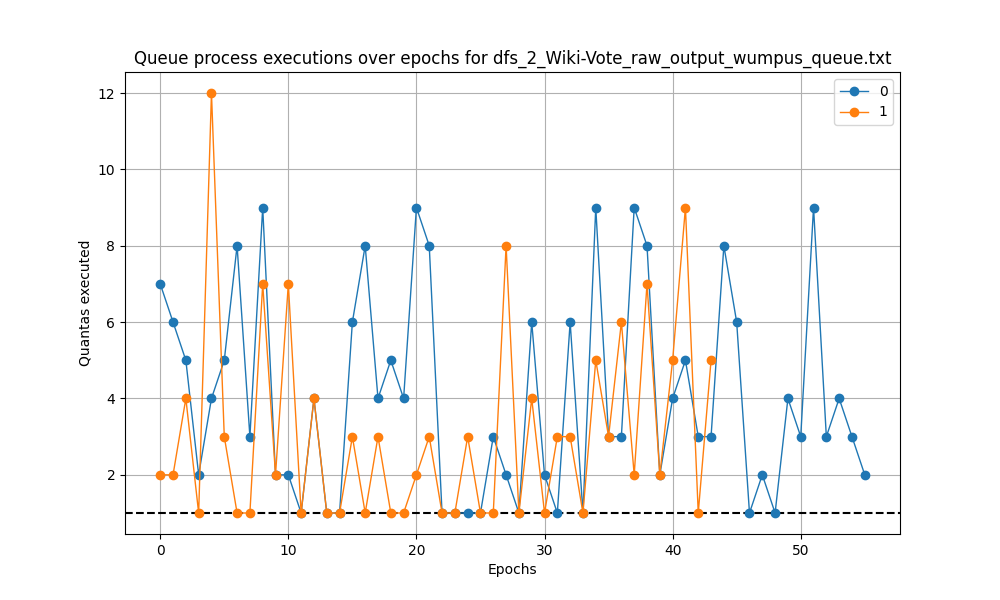 Queue process executions over epochs for dfs_2_Wiki-Vote_raw_output_wumpus_queue.txt
0
1
12
10
8
6
4
2
Quantas executed
0 10 20 30 40 50
Epochs